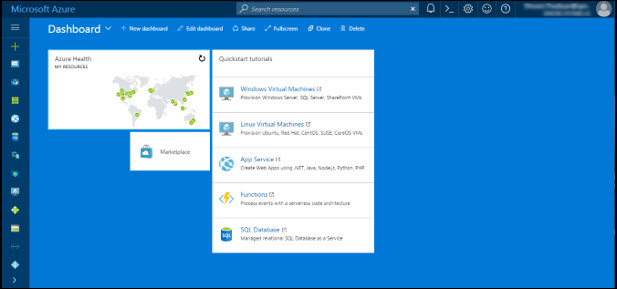 Microsoft Azure
Search resources
Dashboard
New dashboard
Edit dashboard
Share
Fullscreen
Clone
Delete
Azure Health
MY RESOURCES
Marketplace
Quickstart tutorials
Windows Virtual Machines
Provision Windows Server, SQL Server, SharePoint VMs
Linux Virtual Machines
Provision Ubuntu, Red Hat, CentOS, SUSE, CoreOS VMs
App Service
Create Web Apps using .NET, Java, Node.js, Python, PHP
Functions
Process events with a serverless code architecture
SQL Database
Managed relational SQL Database as a Service
SQL